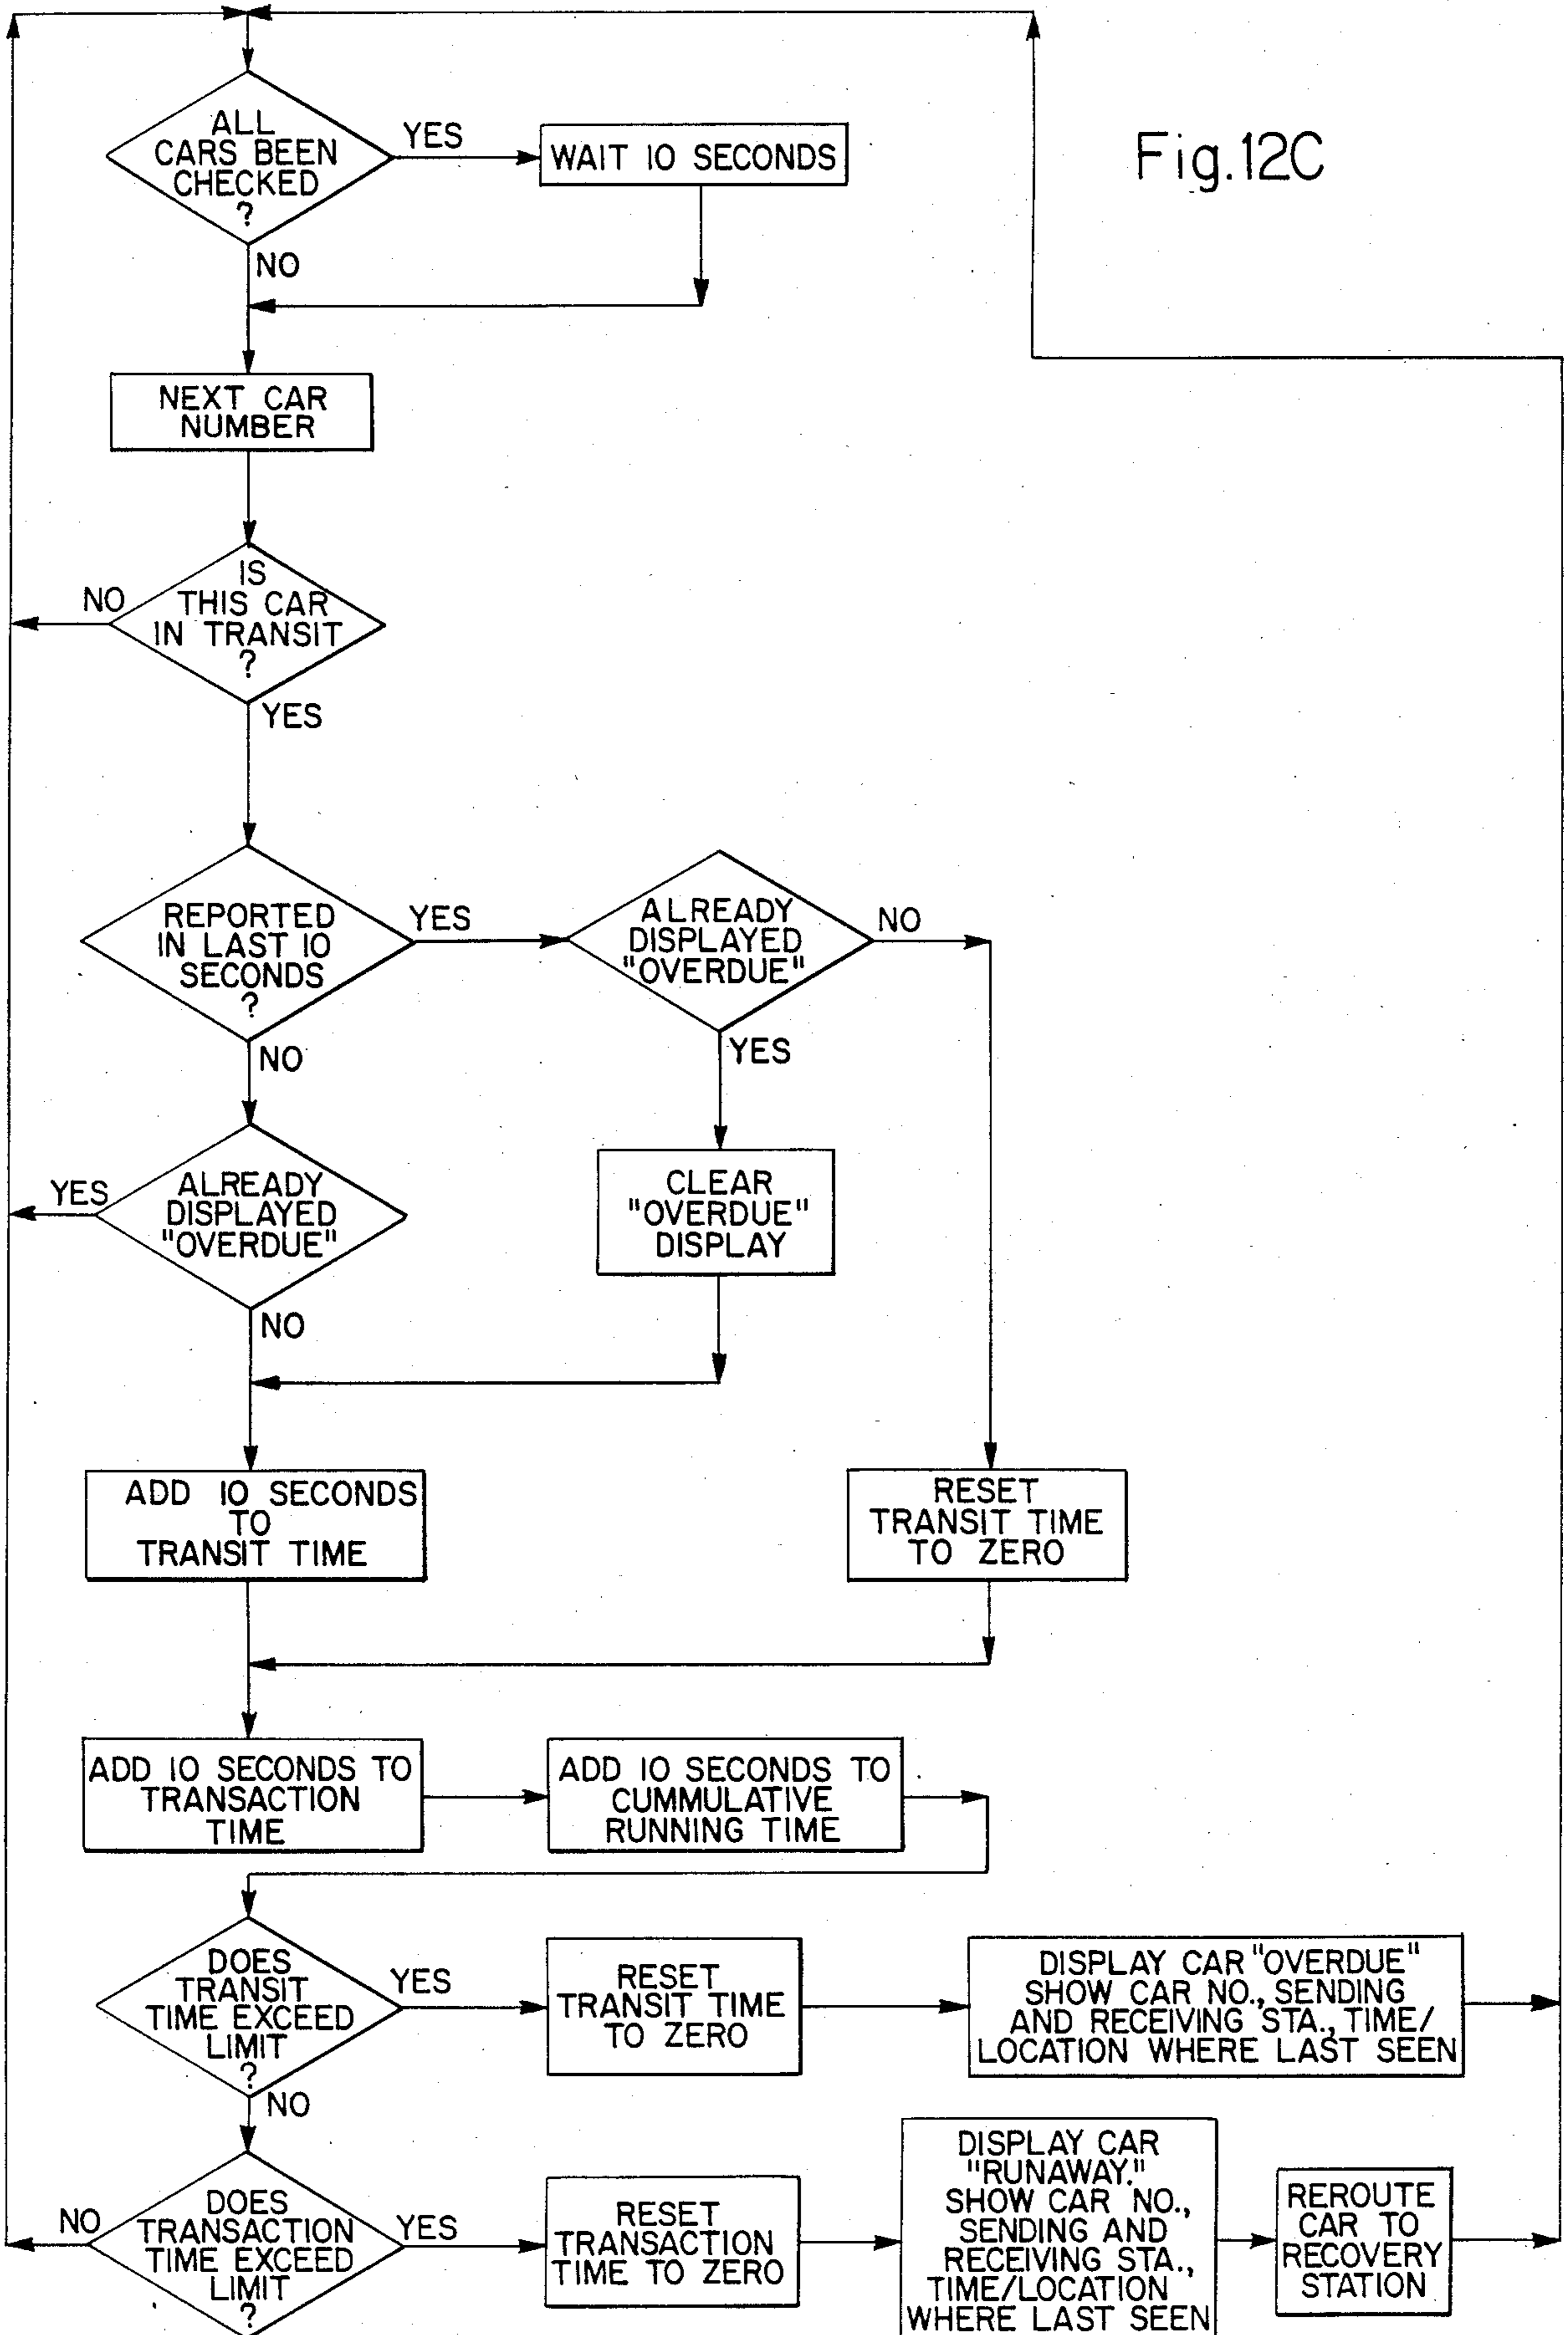 Fig.12C
ALL
CARS BEEN
CHECKED
?
YES
WAIT 10 SECONDS
NO
NEXT CAR
NUMBER
IS
THIS CAR
IN TRANSIT
?
NO
YES
REPORTED
IN LAST 10
SECONDS
?
YES
ALREADY
DISPLAYED
"OVERDUE"
NO
NO
YES
ALREADY
DISPLAYED
"OVERDUE"
YES
CLEAR
"OVERDUE"
DISPLAY
NO
ADD 10 SECONDS
TO
TRANSIT TIME
RESET
TRANSIT TIME
TO ZERO
ADD 10 SECONDS TO
TRANSACTION
TIME
ADD 10 SECONDS TO
CUMMULATIVE
RUNNING TIME
DOES
TRANSIT
TIME EXCEED
LIMIT
?
YES
RESET
TRANSIT TIME
TO ZERO
DISPLAY CAR "OVERDUE"
SHOW CAR NO., SENDING
AND RECEIVING STA., TIME/
LOCATION WHERE LAST SEEN
NO
DOES
TRANSACTION
TIME EXCEED
LIMIT
?
NO
YES
RESET
TRANSACTION
TIME TO ZERO
DISPLAY CAR
"RUNAWAY."
SHOW CAR NO.,
SENDING AND
RECEIVING STA.,
TIME/LOCATION
WHERE LAST SEEN
REROUTE
CAR TO
RECOVERY
STATION